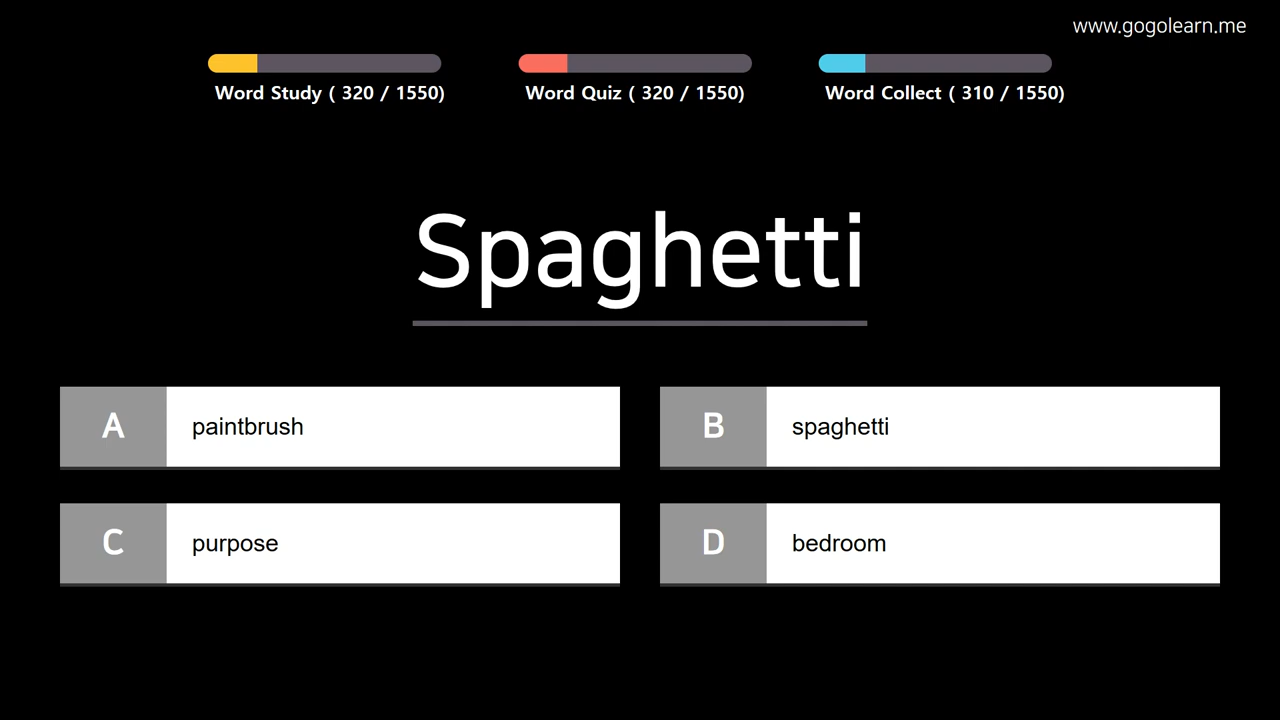 www.gogolearn.me
Word Study ( 320 / 1550)
Word Quiz ( 320 / 1550)
Word Collect ( 310 / 1550)
Spaghetti
A paintbrush
B spaghetti
C purpose
D bedroom